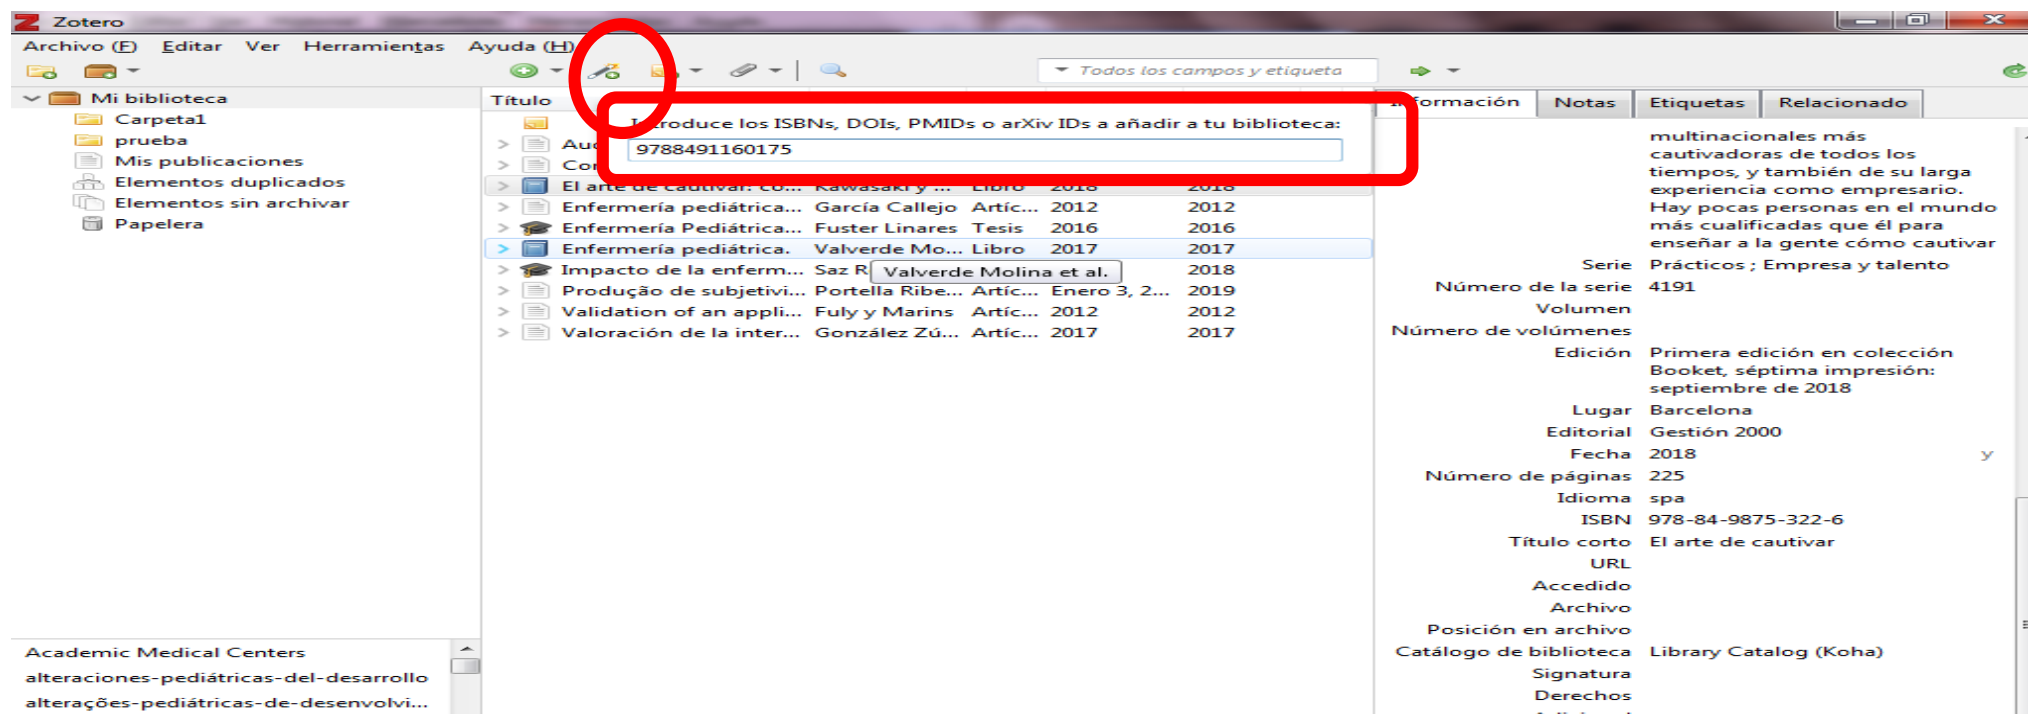 Zotero
Archivo (F) Editar Ver Herramientas Ayuda (H)
Todos los campos y etiqueta
Mi biblioteca
Carpeta1
prueba
Mis publicaciones
Elementos duplicados
Elementos sin archivar
Papelera
Academic Medical Centers
alteraciones-pediátricas-del-desarrollo
alterações-pediátricas-de-desenvolvi...
Título
Introduce los ISBNs, DOIs, PMIDs o arXiv IDs a añadir a tu biblioteca:
9788491160175
El arte de cautivar: co... Kawasaki y ... Libro 2018 2018
Enfermería pediátrica... García Callejo Artíc... 2012 2012
Enfermería Pediátrica... Fuster Linares Tesis 2016 2016
Enfermería pediátrica. Valverde Mo... Libro 2017 2017
Impacto de la enferm... Saz R 2018
Valverde Molina et al.
Produção de subjetivi... Portella Ribe... Artíc... Enero 3, 2... 2019
Validation of an appli... Fuly y Marins Artíc... 2012 2012
Valoración de la inter... González Zú... Artíc... 2017 2017
Información Notas Etiquetas Relacionado
multinacionales más
cautivadoras de todos los
tiempos, y también de su larga
experiencia como empresario.
Hay pocas personas en el mundo
más cualificadas que él para
enseñar a la gente cómo cautivar
Serie Prácticos ; Empresa y talento
Número de la serie 4191
Volumen
Número de volúmenes
Edición Primera edición en colección
Booket, séptima impresión:
septiembre de 2018
Lugar Barcelona
Editorial Gestión 2000
Fecha 2018 y
Número de páginas 225
Idioma spa
ISBN 978-84-9875-322-6
Título corto El arte de cautivar
URL
Accedido
Archivo
Posición en archivo
Catálogo de biblioteca Library Catalog (Koha)
Signatura
Derechos